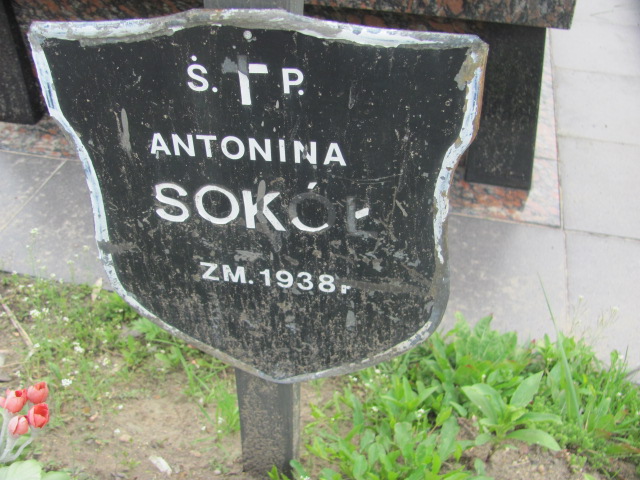 Ś. P.
ANTONINA
SOKÓŁ
ZM. 1938 r.